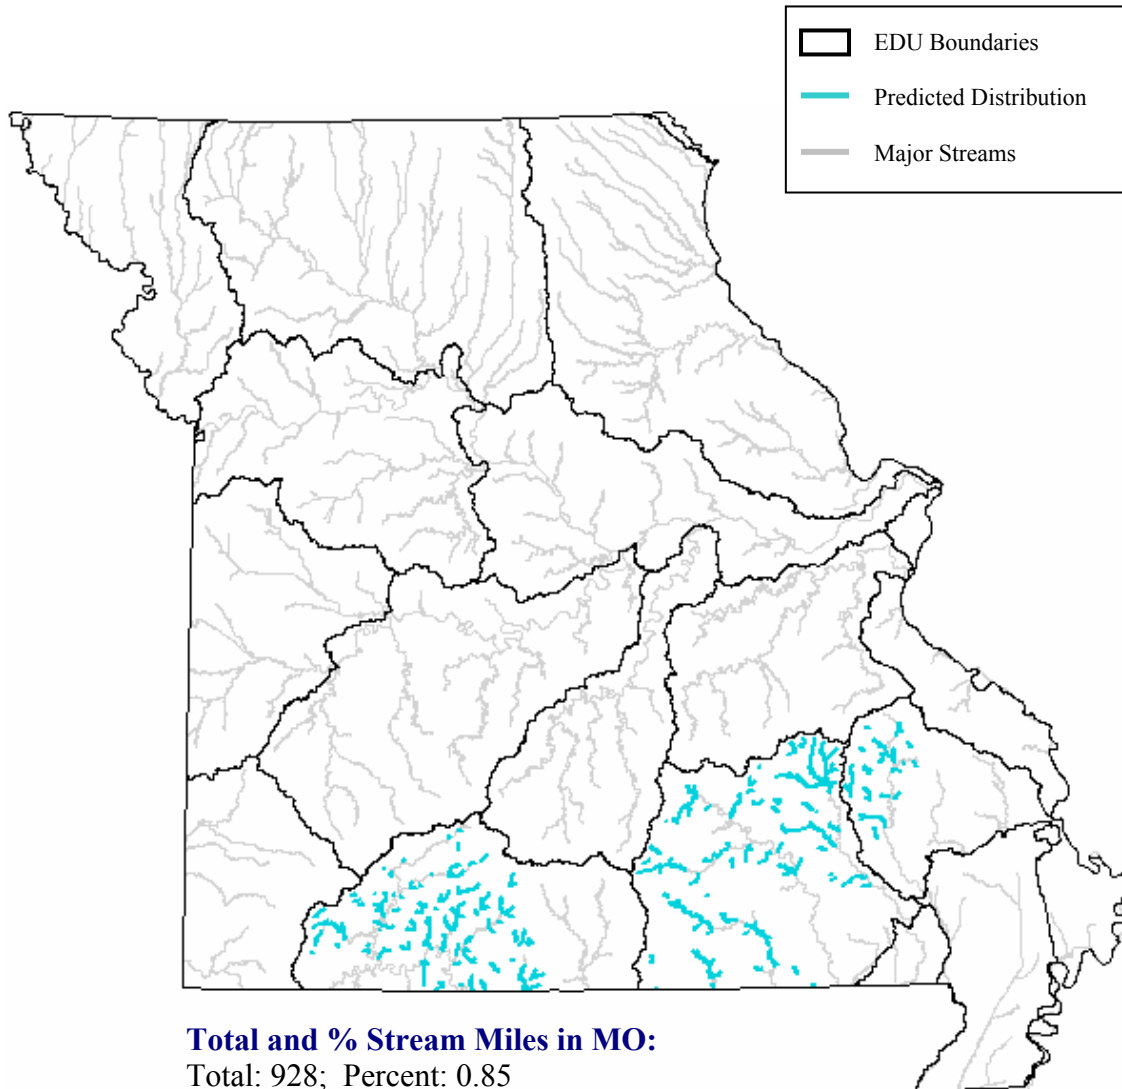 EDU Boundaries
Predicted Distribution
Major Streams
Total and % Stream Miles in MO:
Total: 928; Percent: 0.85